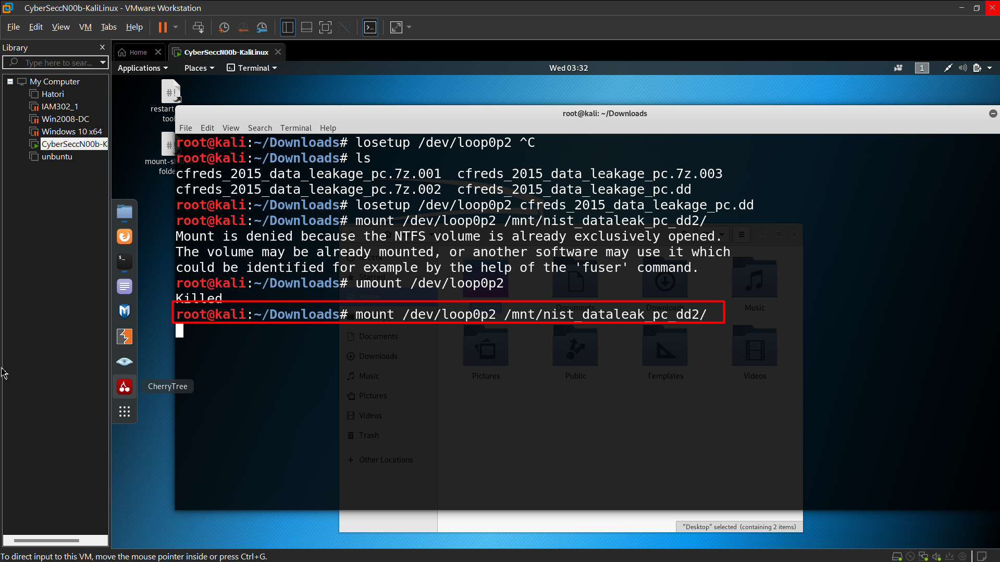 CyberSeccN00b-KaliLinux - VMware Workstation
File Edit View VM Tabs Help
Library
Type here to sear...
My Computer
Hatori
IAM302_1
Win2008-DC
Windows 10 x64
CyberSeccN00b-K
unbuntu
Home
CyberSeccN00b-KaliLinux
Applications Places Terminal
Wed 03:32
1
restart
tool
mount-shared
folde
root@kali: ~/Downloads
File Edit View Search Terminal Help
root@kali:~/Downloads# losetup /dev/loop0p2 ^C
root@kali:~/Downloads# ls
cfreds_2015_data_leakage_pc.7z.001 cfreds_2015_data_leakage_pc.7z.003
cfreds_2015_data_leakage_pc.7z.002 cfreds_2015_data_leakage_pc.dd
root@kali:~/Downloads# losetup /dev/loop0p2 cfreds_2015_data_leakage_pc.dd
root@kali:~/Downloads# mount /dev/loop0p2 /mnt/nist_dataleak_pc_dd2/
Mount is denied because the NTFS volume is already exclusively opened.
The volume may be already mounted, or another software may use it which
could be identified for example by the help of the 'fuser' command.
root@kali:~/Downloads# umount /dev/loop0p2
Killed
root@kali:~/Downloads# mount /dev/loop0p2 /mnt/nist_dataleak_pc_dd2/
CherryTree
Recent
Starred
Home
Documents
Downloads
Music
Pictures
Videos
Trash
Other Locations
Documents Downloads Music
Pictures Public Templates Videos
"Desktop" selected (containing 2 items)
To direct input to this VM, move the mouse pointer inside or press Ctrl+G.